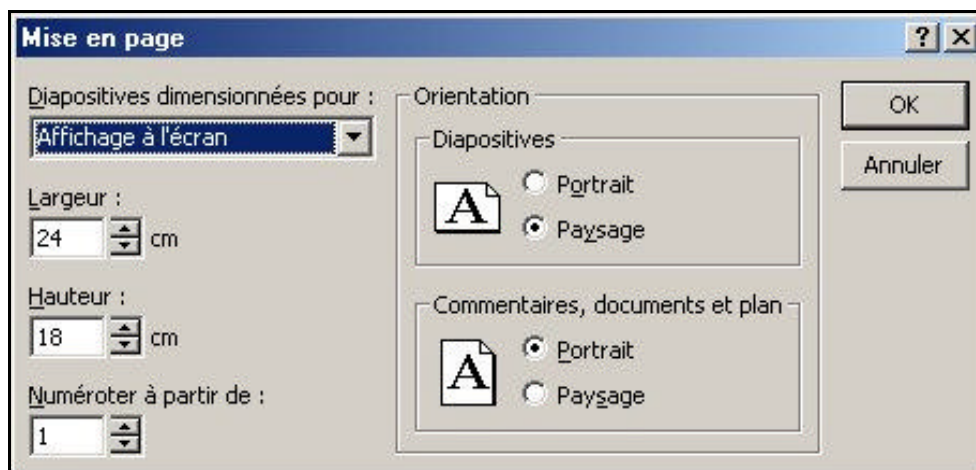 Mise en page
Diapositives dimensionnées pour :
Affichage à l'écran
Largeur :
24 cm
Hauteur :
18 cm
Numéroter à partir de :
1
Orientation
Diapositives
A
Portrait
Paysage
Commentaires, documents et plan
A
Portrait
Paysage
OK
Annuler